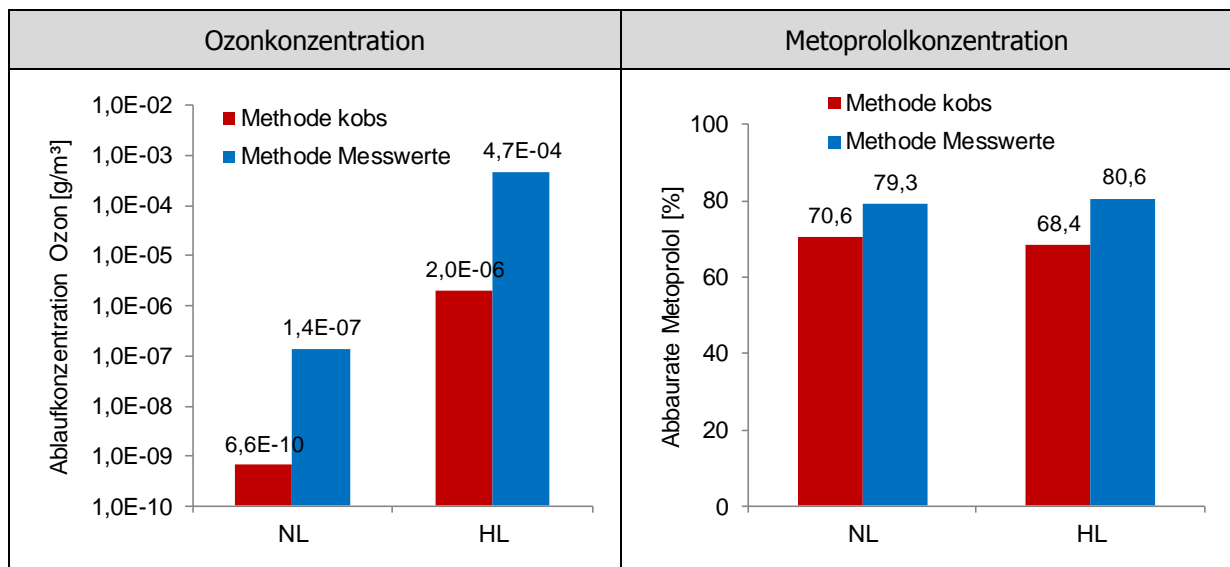 Ozonkonzentration
Metoprololkonzentration
Ablaufkonzentration Ozon [g/m³]
1,0E-02
1,0E-03
1,0E-04
1,0E-05
1,0E-06
1,0E-07
1,0E-08
1,0E-09
1,0E-10
Methode kobs
Methode Messwerte
6,6E-10
1,4E-07
2,0E-06
4,7E-04
NL
HL
Abbaurate Metoprolol [%]
100
80
60
40
20
0
Methode kobs
Methode Messwerte
70,6
79,3
68,4
80,6
NL
HL